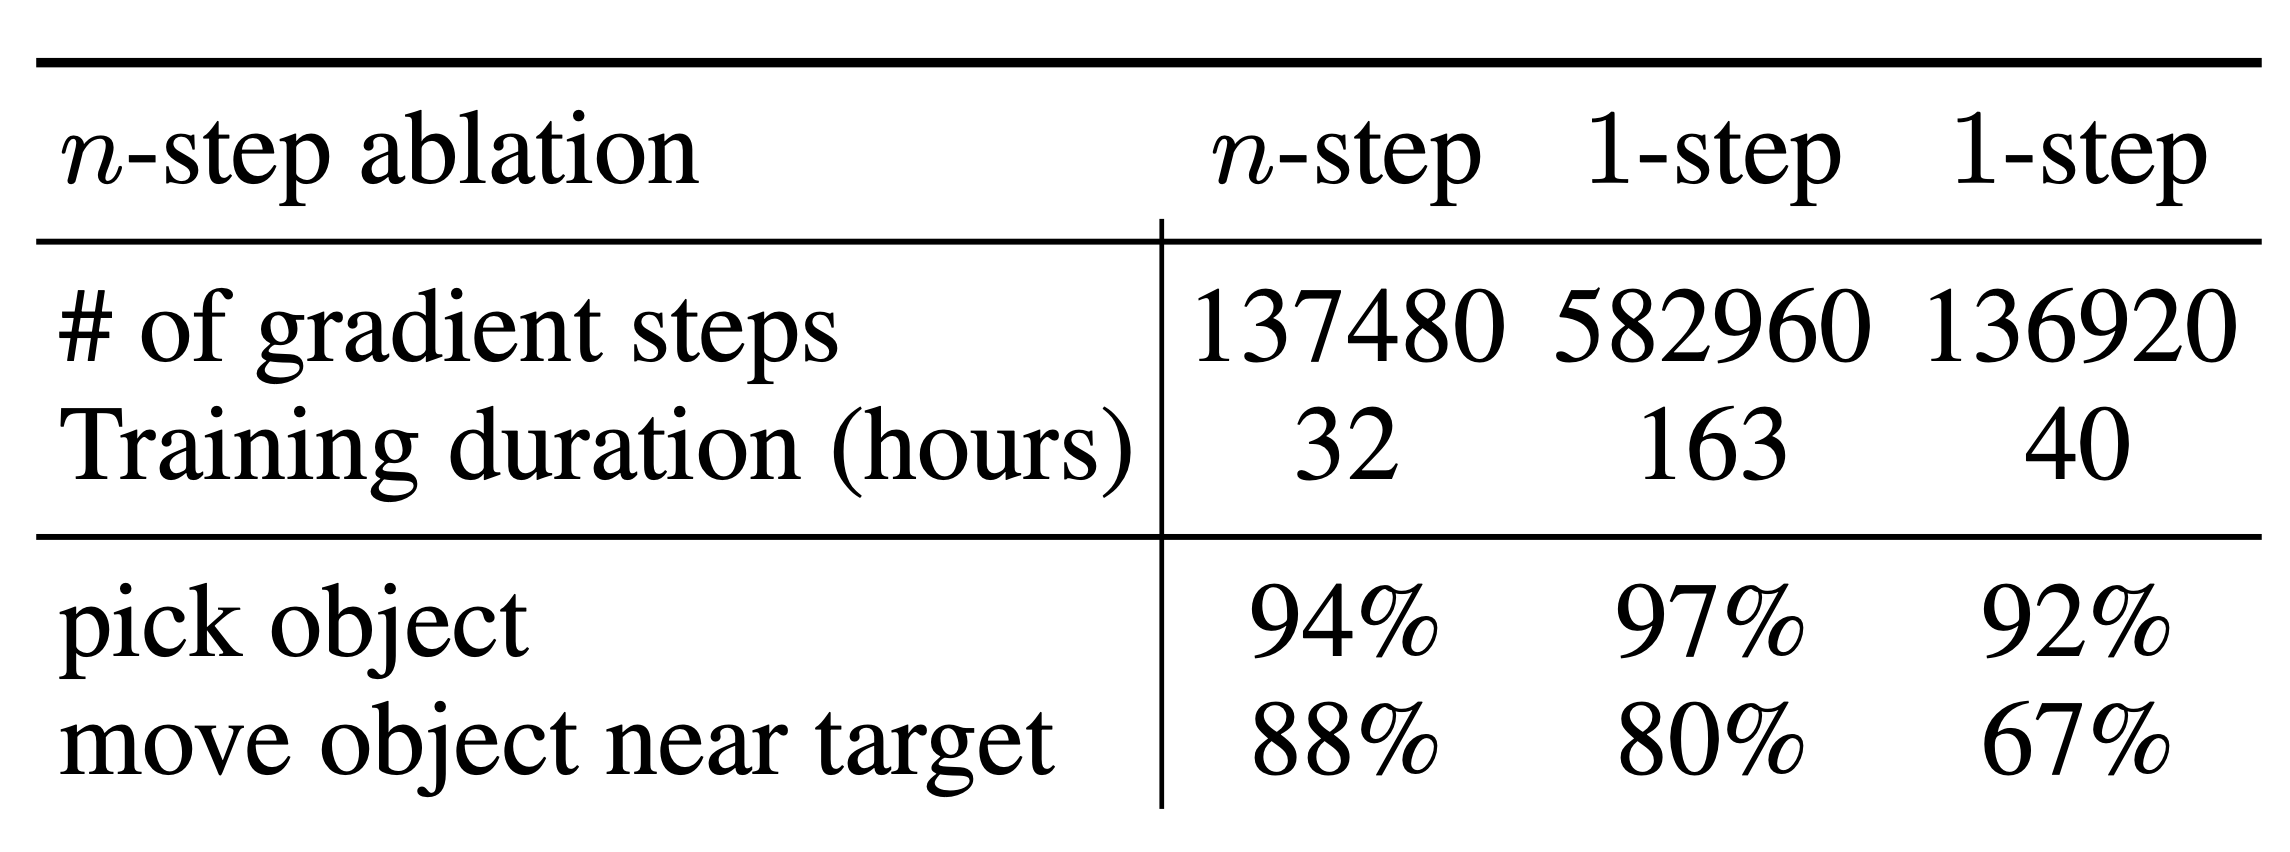 n-step ablation n-step 1-step 1-step
# of gradient steps 137480 582960 136920
Training duration (hours) 32 163 40
pick object 94% 97% 92%
move object near target 88% 80% 67%